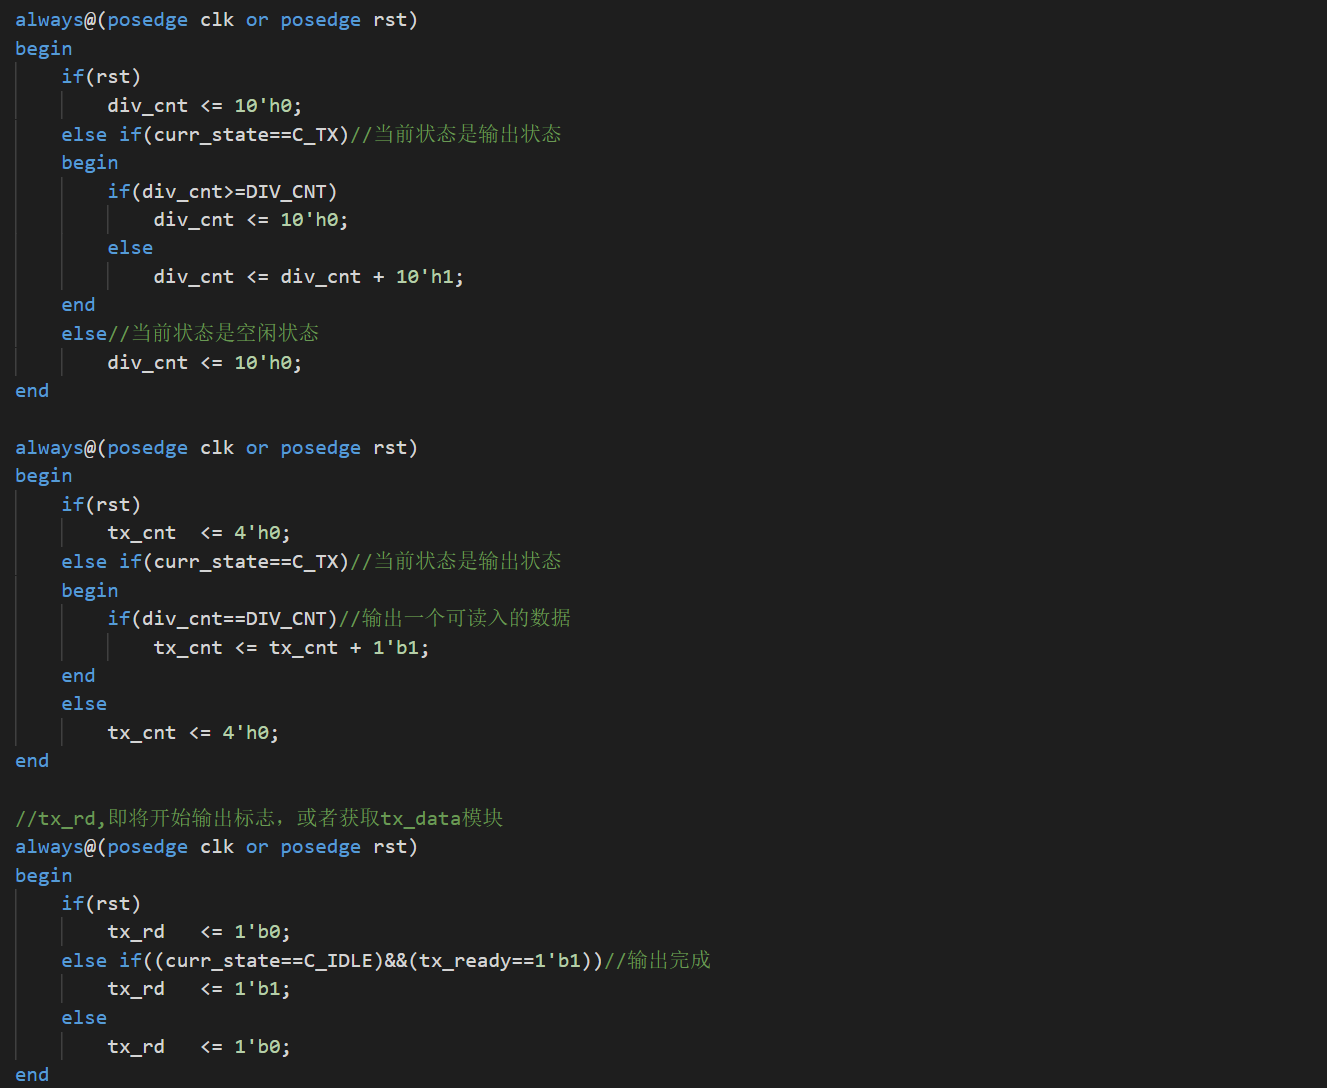 always@(posedge clk or posedge rst)
begin
    if(rst)
        div_cnt <= 10'h0;
    else if(curr_state==C_TX)//当前状态是输出状态
    begin
        if(div_cnt>=DIV_CNT)
            div_cnt <= 10'h0;
        else
            div_cnt <= div_cnt + 10'h1;
    end
    else//当前状态是空闲状态
        div_cnt <= 10'h0;
end

always@(posedge clk or posedge rst)
begin
    if(rst)
        tx_cnt  <= 4'h0;
    else if(curr_state==C_TX)//当前状态是输出状态
    begin
        if(div_cnt==DIV_CNT)//输出一个可读入的数据
            tx_cnt <= tx_cnt + 1'b1;
    end
    else
        tx_cnt <= 4'h0;
end

//tx_rd,即将开始输出标志，或者获取tx_data模块
always@(posedge clk or posedge rst)
begin
    if(rst)
        tx_rd   <= 1'b0;
    else if((curr_state==C_IDLE)&&(tx_ready==1'b1))//输出完成
        tx_rd   <= 1'b1;
    else
        tx_rd   <= 1'b0;
end